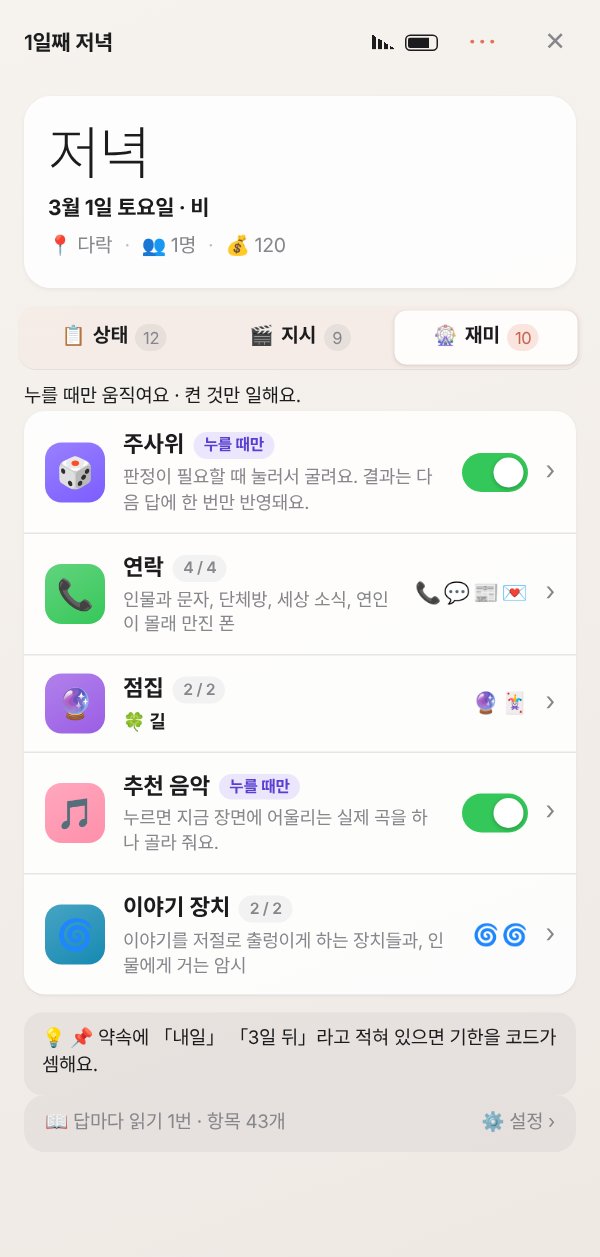 1일째 저녁
저녁
3월 1일 토요일 · 비
다락 · 1명 · 120
상태 12 지시 9 재미 10
누를 때만 움직여요 · 켠 것만 일해요.
주사위 누를 때만
판정이 필요할 때 눌러서 굴려요. 결과는 다
음 답에 한 번만 반영돼요.
연락 4 / 4
인물과 문자, 단체방, 세상 소식, 연인
이 몰래 만진 폰
점집 2 / 2
🍀 길
추천 음악 누를 때만
누르면 지금 장면에 어울리는 실제 곡을 하
나 골라 줘요.
이야기 장치 2 / 2
이야기를 저절로 출렁이게 하는 장치들과, 인
물에게 거는 암시
💡 📌 약속에 「내일」 「3일 뒤」라고 적혀 있으면 기한을 코드가
셈해요.
📖 답마다 읽기 1번 · 항목 43개 ⚙️ 설정 ›